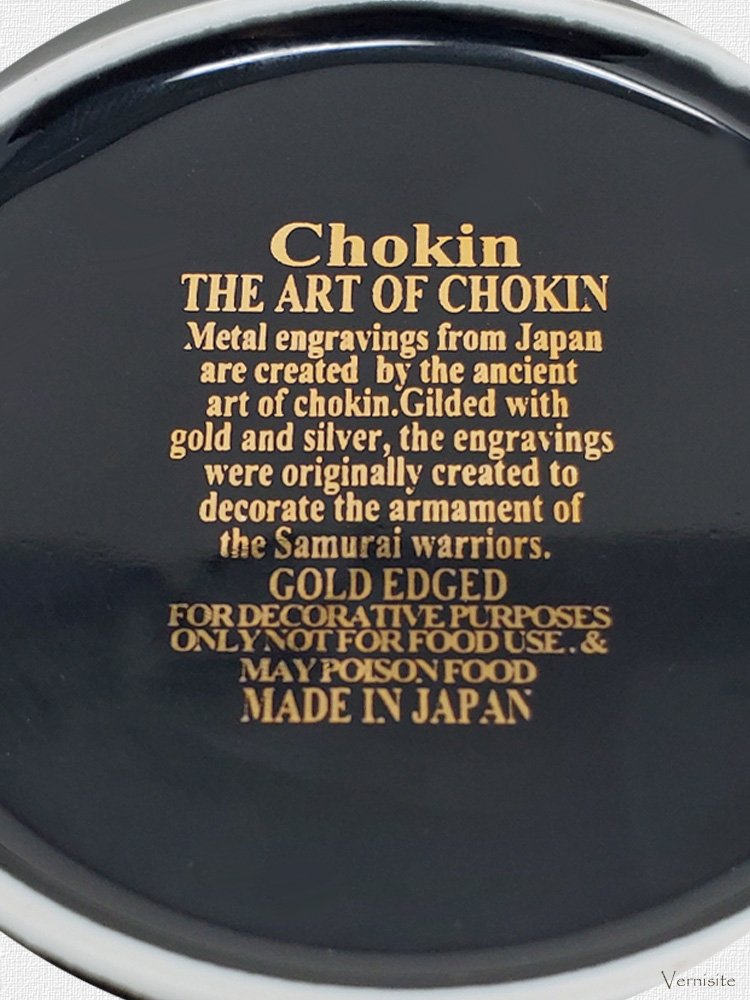 Chokin
THE ART OF CHOKIN
Metal engravings from Japan
are created by the ancient
art of chokin.Gilded with
gold and silver, the engravings
were originally created to
decorate the armament of
the Samurai warriors.
GOLD EDGED
FOR DECORATIVE PURPOSES
ONLY NOT FOR FOOD USE. &
MAY POISON FOOD
MADE IN JAPAN
Vernisite